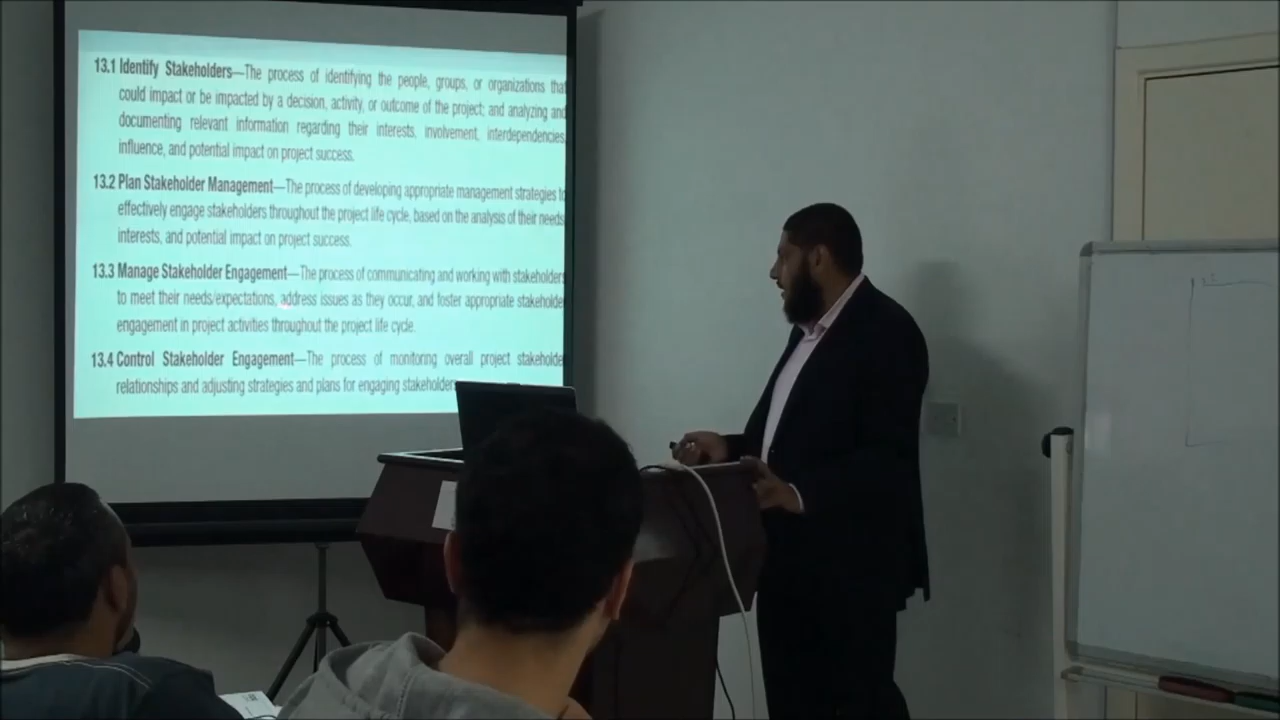 13.1 Identify Stakeholders—The process of identifying the people, groups, or organizations that
could impact or be impacted by a decision, activity, or outcome of the project; and analyzing and
documenting relevant information regarding their interests, involvement, interdependencies,
influence, and potential impact on project success.
13.2 Plan Stakeholder Management—The process of developing appropriate management strategies to
effectively engage stakeholders throughout the project life cycle, based on the analysis of their needs,
interests, and potential impact on project success.
13.3 Manage Stakeholder Engagement—The process of communicating and working with stakeholders
to meet their needs/expectations, address issues as they occur, and foster appropriate stakeholder
engagement in project activities throughout the project life cycle.
13.4 Control Stakeholder Engagement—The process of monitoring overall project stakeholder
relationships and adjusting strategies and plans for engaging stakeholders